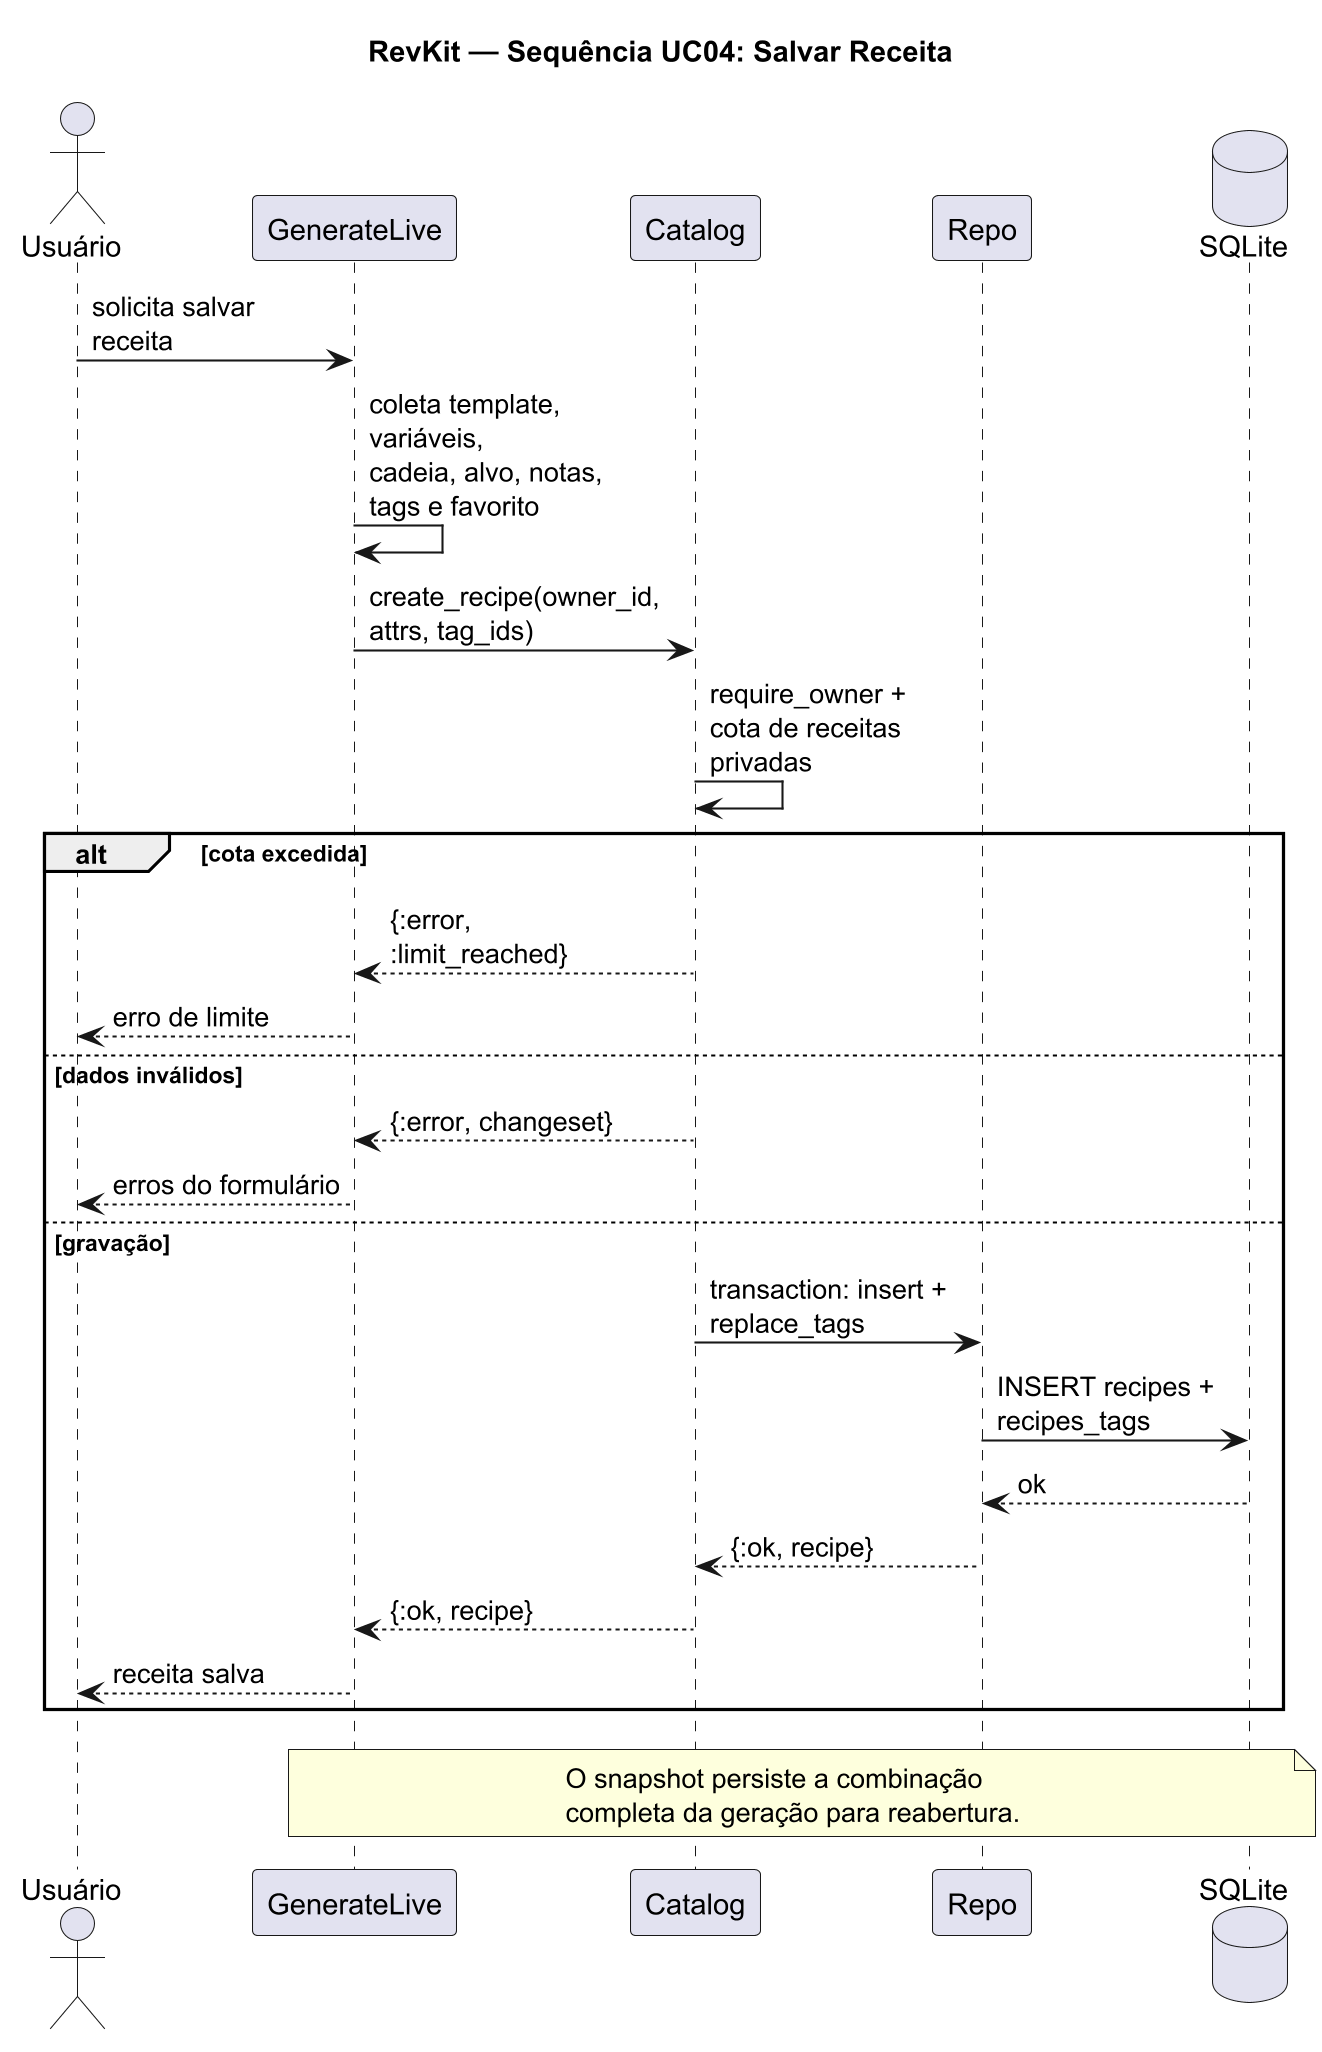 RevKit — Sequência UC04: Salvar Receita
Usuário
GenerateLive
Catalog
Repo
SQLite
solicita salvar
receita
coleta template,
variáveis,
cadeia, alvo, notas,
tags e favorito
create_recipe(owner_id,
attrs, tag_ids)
require_owner +
cota de receitas
privadas
alt
[cota excedida]
{:error,
:limit_reached}
erro de limite
[dados inválidos]
{:error, changeset}
erros do formulário
[gravação]
transaction: insert +
replace_tags
INSERT recipes +
recipes_tags
ok
{:ok, recipe}
{:ok, recipe}
receita salva
O snapshot persiste a combinação
completa da geração para reabertura.
Usuário
GenerateLive
Catalog
Repo
SQLite